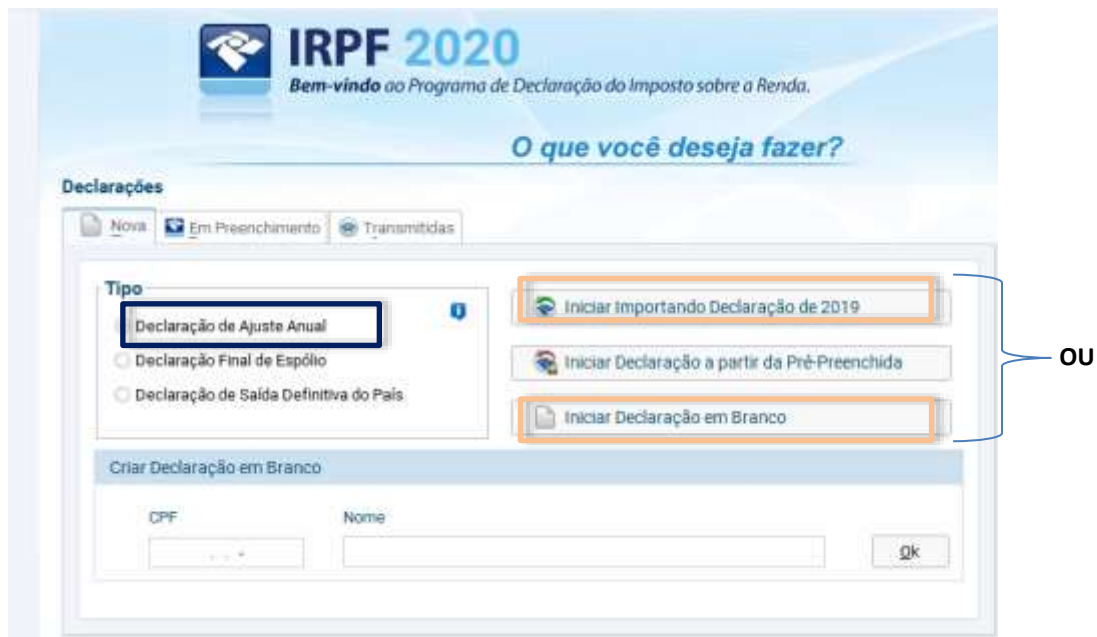 IRPF 2020
Bem-vindo ao Programa de Declaração do Imposto sobre a Renda.
O que você deseja fazer?
Declarações
Nova
Em Preenchimento
Transmitidas
Tipo
Declaração de Ajuste Anual
Declaração Final de Espólio
Declaração de Saída Definitiva do País
Iniciar Importando Declaração de 2019
Iniciar Declaração a partir da Pré-Preenchida
Iniciar Declaração em Branco
OU
Criar Declaração em Branco
CPF
Nome
. . -
Ok